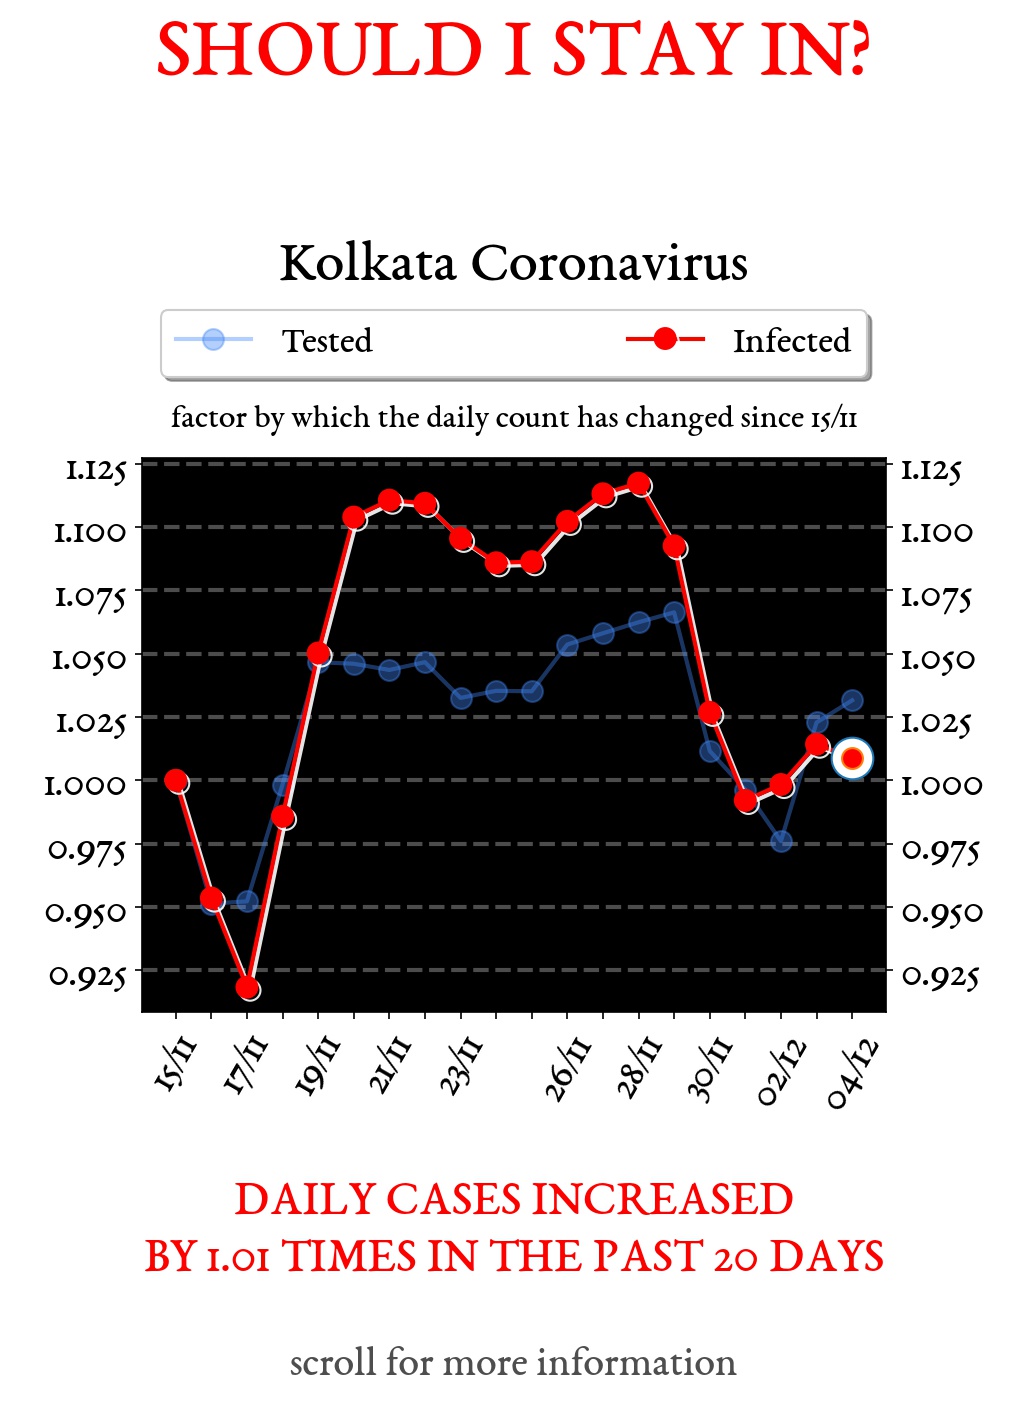 SHOULD I STAY IN?
Kolkata Coronavirus
Tested Infected
factor by which the daily count has changed since 15/11
1.125 1.125
1.100 1.100
1.075 1.075
1.050 1.050
1.025 1.025
1.000 1.000
0.975 0.975
0.950 0.950
0.925 0.925
15/11 17/11 19/11 21/11 23/11 26/11 28/11 30/11 02/12 04/12
DAILY CASES INCREASED
BY 1.01 TIMES IN THE PAST 20 DAYS
scroll for more information